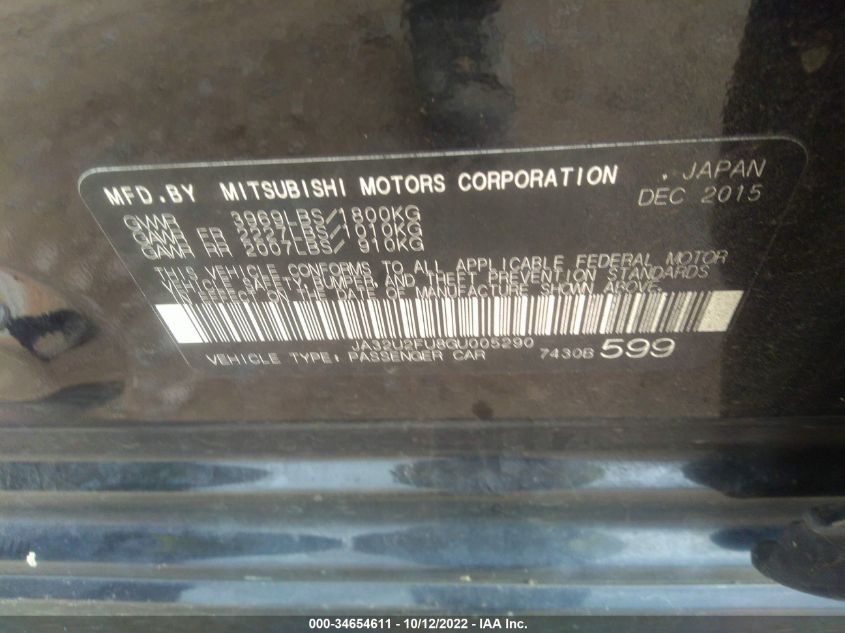 MFD.BY MITSUBISHI MOTORS CORPORATION , JAPAN
DEC 2015
GVWR 3969LBS/1800KG
GAWR FR 2227LBS/1010KG
GAWR RR 2007LBS/ 910KG
THIS VEHICLE CONFORMS TO ALL APPLICABLE FEDERAL MOTOR
VEHICLE SAFETY, BUMPER, AND THEFT PREVENTION STANDARDS
IN EFFECT ON THE DATE OF MANUFACTURE SHOWN ABOVE.
JA32U2FU8GU005290
VEHICLE TYPE: PASSENGER CAR 7430B 599
000-34654611 - 10/12/2022 - IAA Inc.